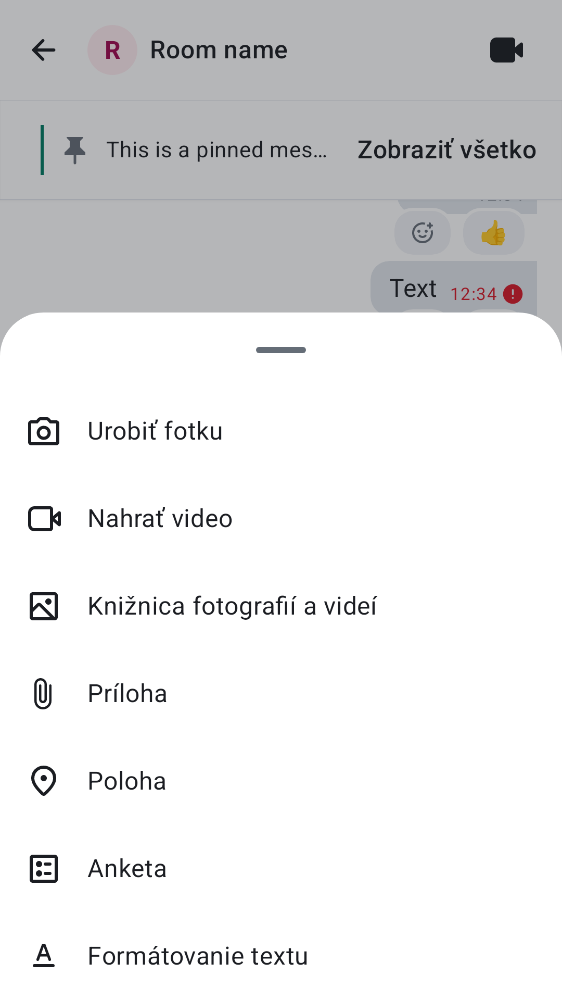 R Room name
This is a pinned mes... Zobraziť všetko
Text 12:34
Urobiť fotku
Nahrať video
Knižnica fotografií a videí
Príloha
Poloha
Anketa
Formátovanie textu